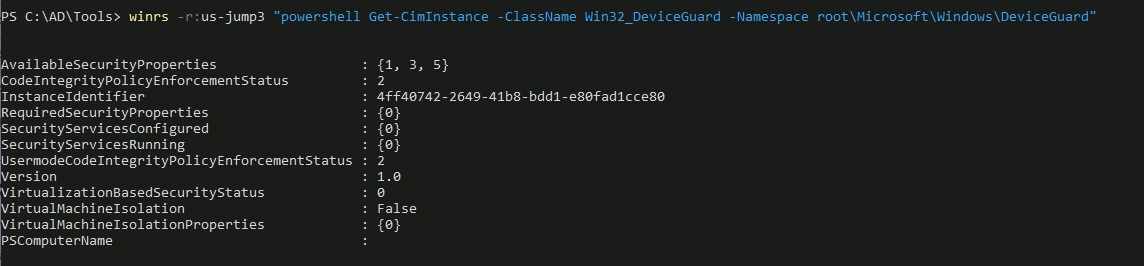 PS C:\AD\Tools> winrs -r:us-jump3 "powershell Get-CimInstance -ClassName Win32_DeviceGuard -Namespace root\Microsoft\Windows\DeviceGuard"
AvailableSecurityProperties : {1, 3, 5}
CodeIntegrityPolicyEnforcementStatus : 2
InstanceIdentifier : 4ff40742-2649-41b8-bdd1-e80fad1cce80
RequiredSecurityProperties : {0}
SecurityServicesConfigured : {0}
SecurityServicesRunning : {0}
UsermodeCodeIntegrityPolicyEnforcementStatus : 2
Version : 1.0
VirtualizationBasedSecurityStatus : 0
VirtualMachineIsolation : False
VirtualMachineIsolationProperties : {0}
PSComputerName :